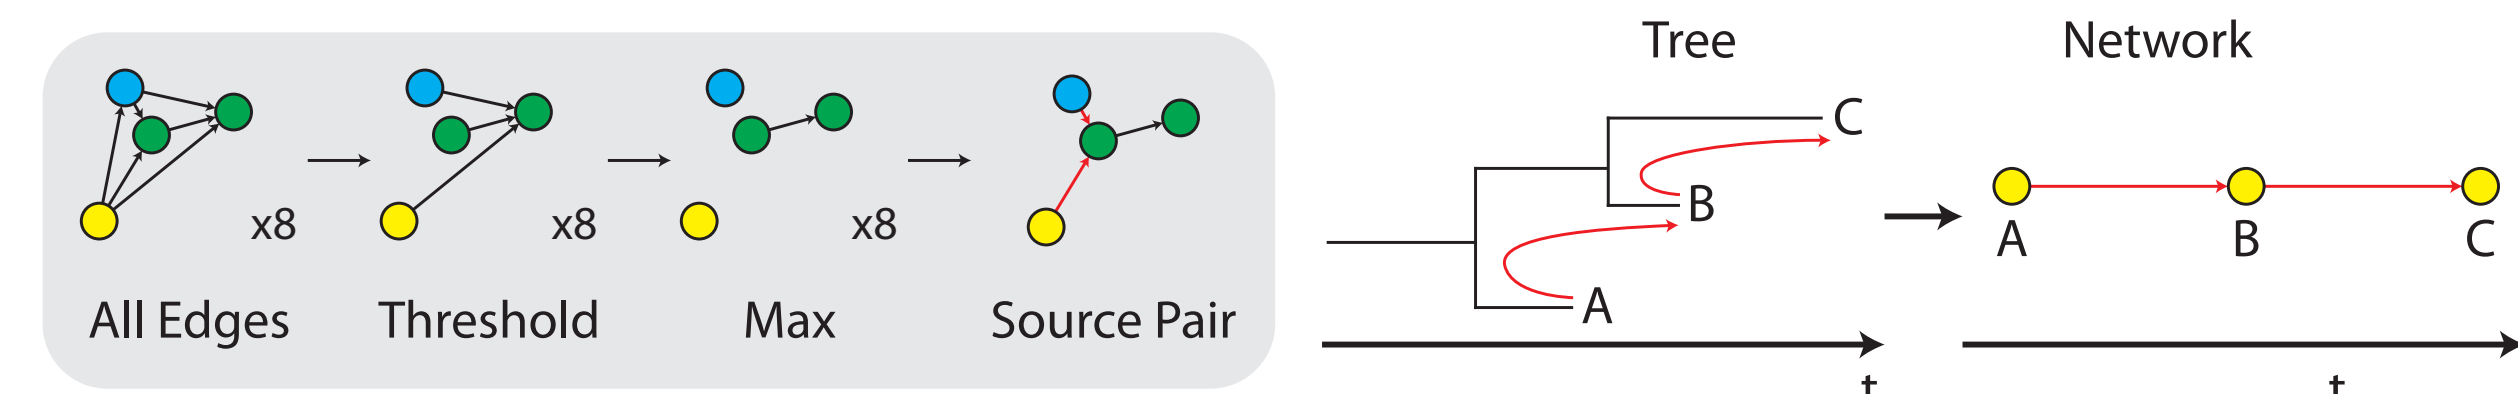 x8
x8
x8
All Edges
Threshold
Max
Source Pair
Tree
Network
C
B
A
A
B
C
t
t